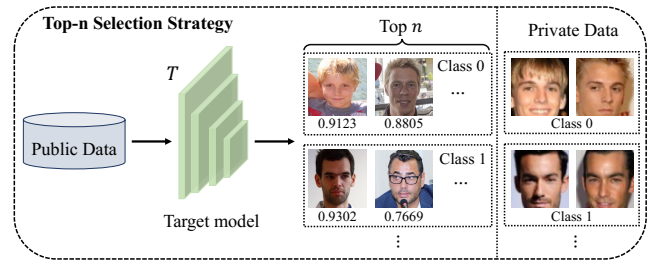 Top-n Selection Strategy
Top n
Private Data
T
Class 0
...
0.9123 0.8805
Class 0
Public Data
Class 1
...
0.9302 0.7669
Class 1
Target model
...
...